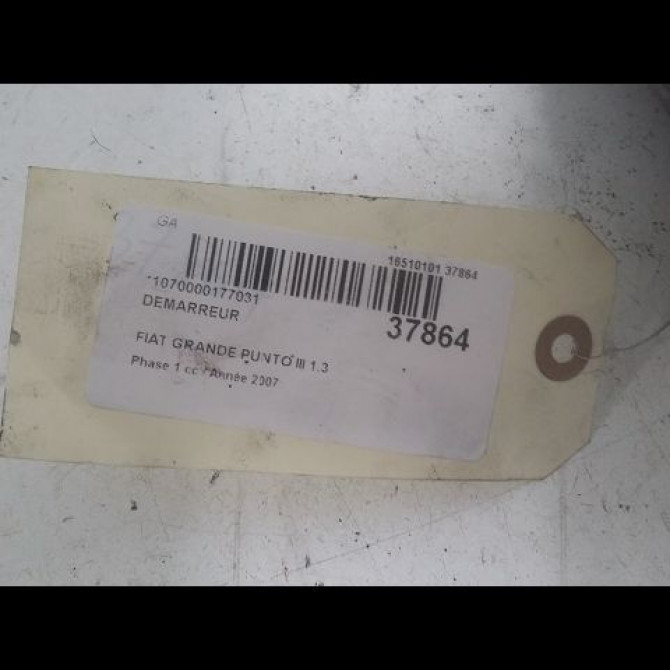 GA
16510101 37864
*1070000177031
DEMARREUR
37864
FIAT GRANDE PUNTO III 1.3
Phase 1 cc / Année 2007